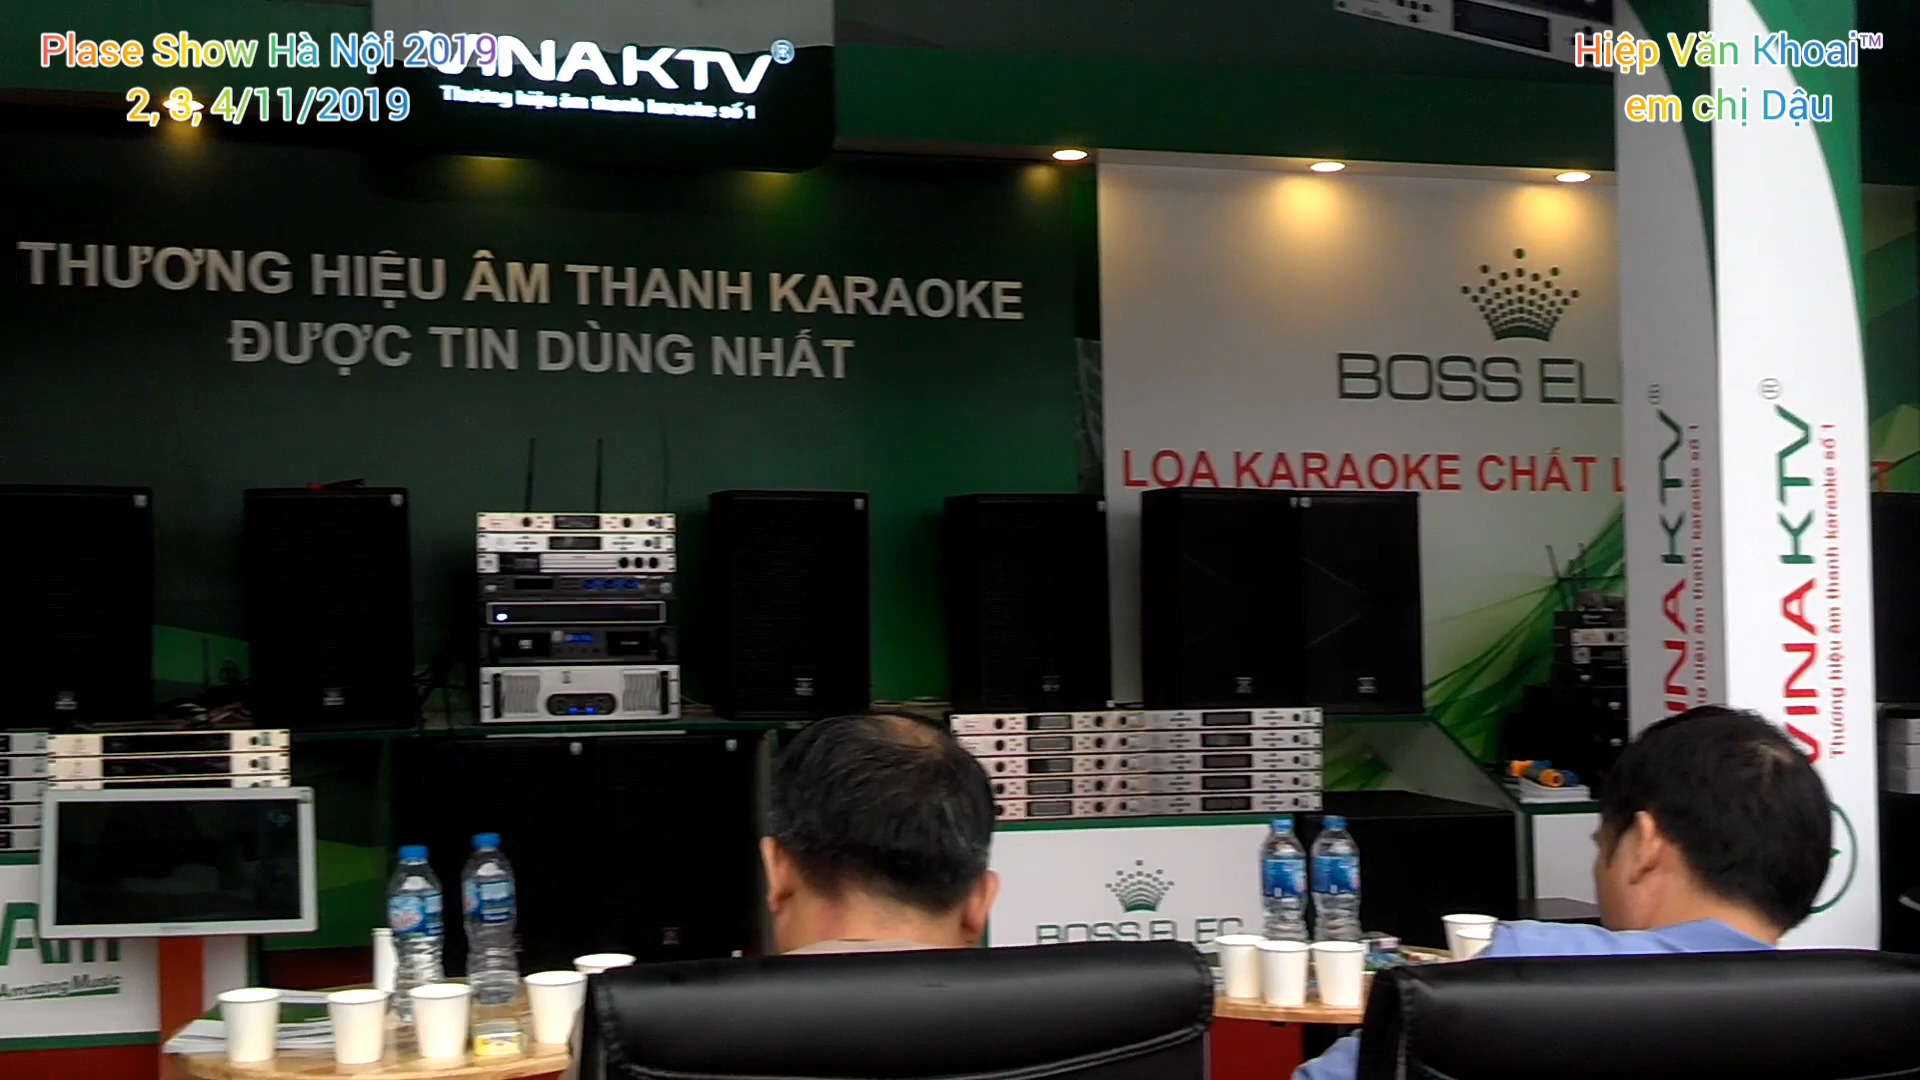 Plase Show Hà Nội 2019
2, 3, 4/11/2019
Hiệp Văn Khoai™
em chị Dậu
VINAKTV®
Thương hiệu âm thanh karaoke số 1
THƯƠNG HIỆU ÂM THANH KARAOKE
ĐƯỢC TIN DÙNG NHẤT
BOSS EL
LOA KARAOKE CHẤT
VINAKTV®
Thương hiệu âm thanh karaoke số 1
INAKTV®
hiệu âm thanh karaoke số 1
BOSS ELEC
Amazing Music